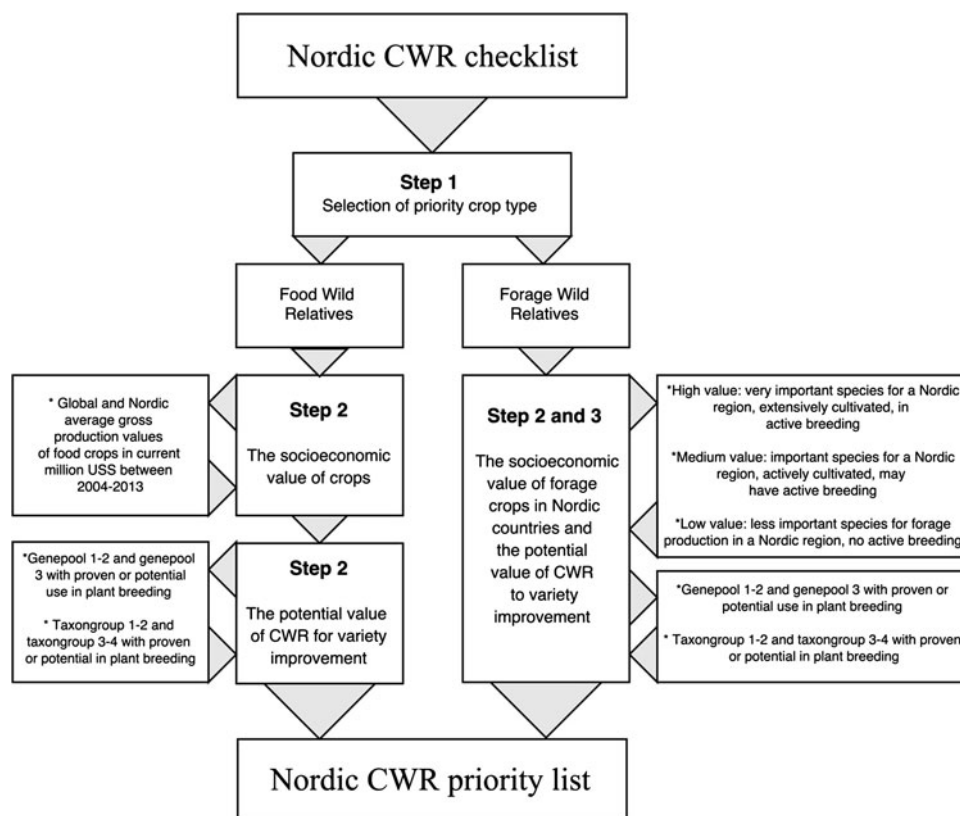 Nordic CWR checklist
Step 1
Selection of priority crop type
Food Wild
Relatives
Forage Wild
Relatives
* Global and Nordic
average gross
production values
of food crops in current
million USS between
2004-2013
Step 2
The socioeconomic
value of crops
*Genepool 1-2 and genepool
3 with proven or potential
use in plant breeding
* Taxongroup 1-2 and
taxongroup 3-4 with proven
or potential in plant breeding
Step 2
The potential value
of CWR for variety
improvement
Step 2 and 3
The socioeconomic
value of forage
crops in Nordic
countries and
the potential
value of CWR
to variety
improvement
*High value: very important species for a Nordic
region, extensively cultivated, in
active breeding
*Medium value: important species for a Nordic
region, actively cultivated, may
have active breeding
*Low value: less important species for forage
production in a Nordic region, no active breeding
*Genepool 1-2 and genepool 3 with proven or
potential use in plant breeding
* Taxongroup 1-2 and taxongroup 3-4 with proven
or potential in plant breeding
Nordic CWR priority list